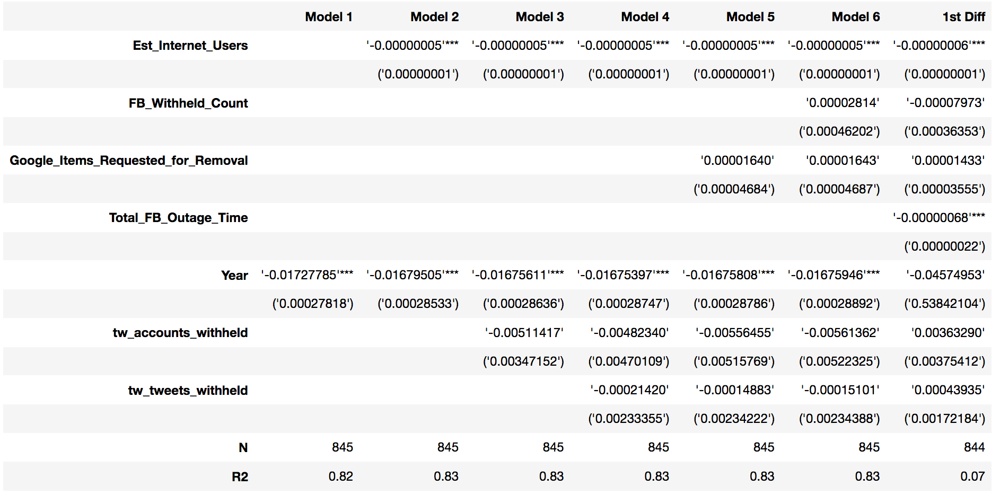 Model 1 Model 2 Model 3 Model 4 Model 5 Model 6 1st Diff
Est_Internet_Users '-0.00000005'*** '-0.00000005'*** '-0.00000005'*** '-0.00000005'*** '-0.00000005'*** '-0.00000006'***
('0.00000001') ('0.00000001') ('0.00000001') ('0.00000001') ('0.00000001') ('0.00000001')
FB_Withheld_Count '0.00002814' '-0.00007973'
('0.00046202') ('0.00036353')
Google_Items_Requested_for_Removal '0.00001640' '0.00001643' '0.00001433'
('0.00004684') ('0.00004687') ('0.00003555')
Total_FB_Outage_Time '-0.00000068'***
('0.00000022')
Year '-0.01727785'*** '-0.01679505'*** '-0.01675611'*** '-0.01675397'*** '-0.01675808'*** '-0.01675946'*** '-0.04574953'
('0.00027818') ('0.00028533') ('0.00028636') ('0.00028747') ('0.00028786') ('0.00028892') ('0.53842104')
tw_accounts_withheld '-0.00511417' '-0.00482340' '-0.00556455' '-0.00561362' '0.00363290'
('0.00347152') ('0.00470109') ('0.00515769') ('0.00522325') ('0.00375412')
tw_tweets_withheld '-0.00021420' '-0.00014883' '-0.00015101' '0.00043935'
('0.00233355') ('0.00234222') ('0.00234388') ('0.00172184')
N 845 845 845 845 845 845 844
R2 0.82 0.83 0.83 0.83 0.83 0.83 0.07